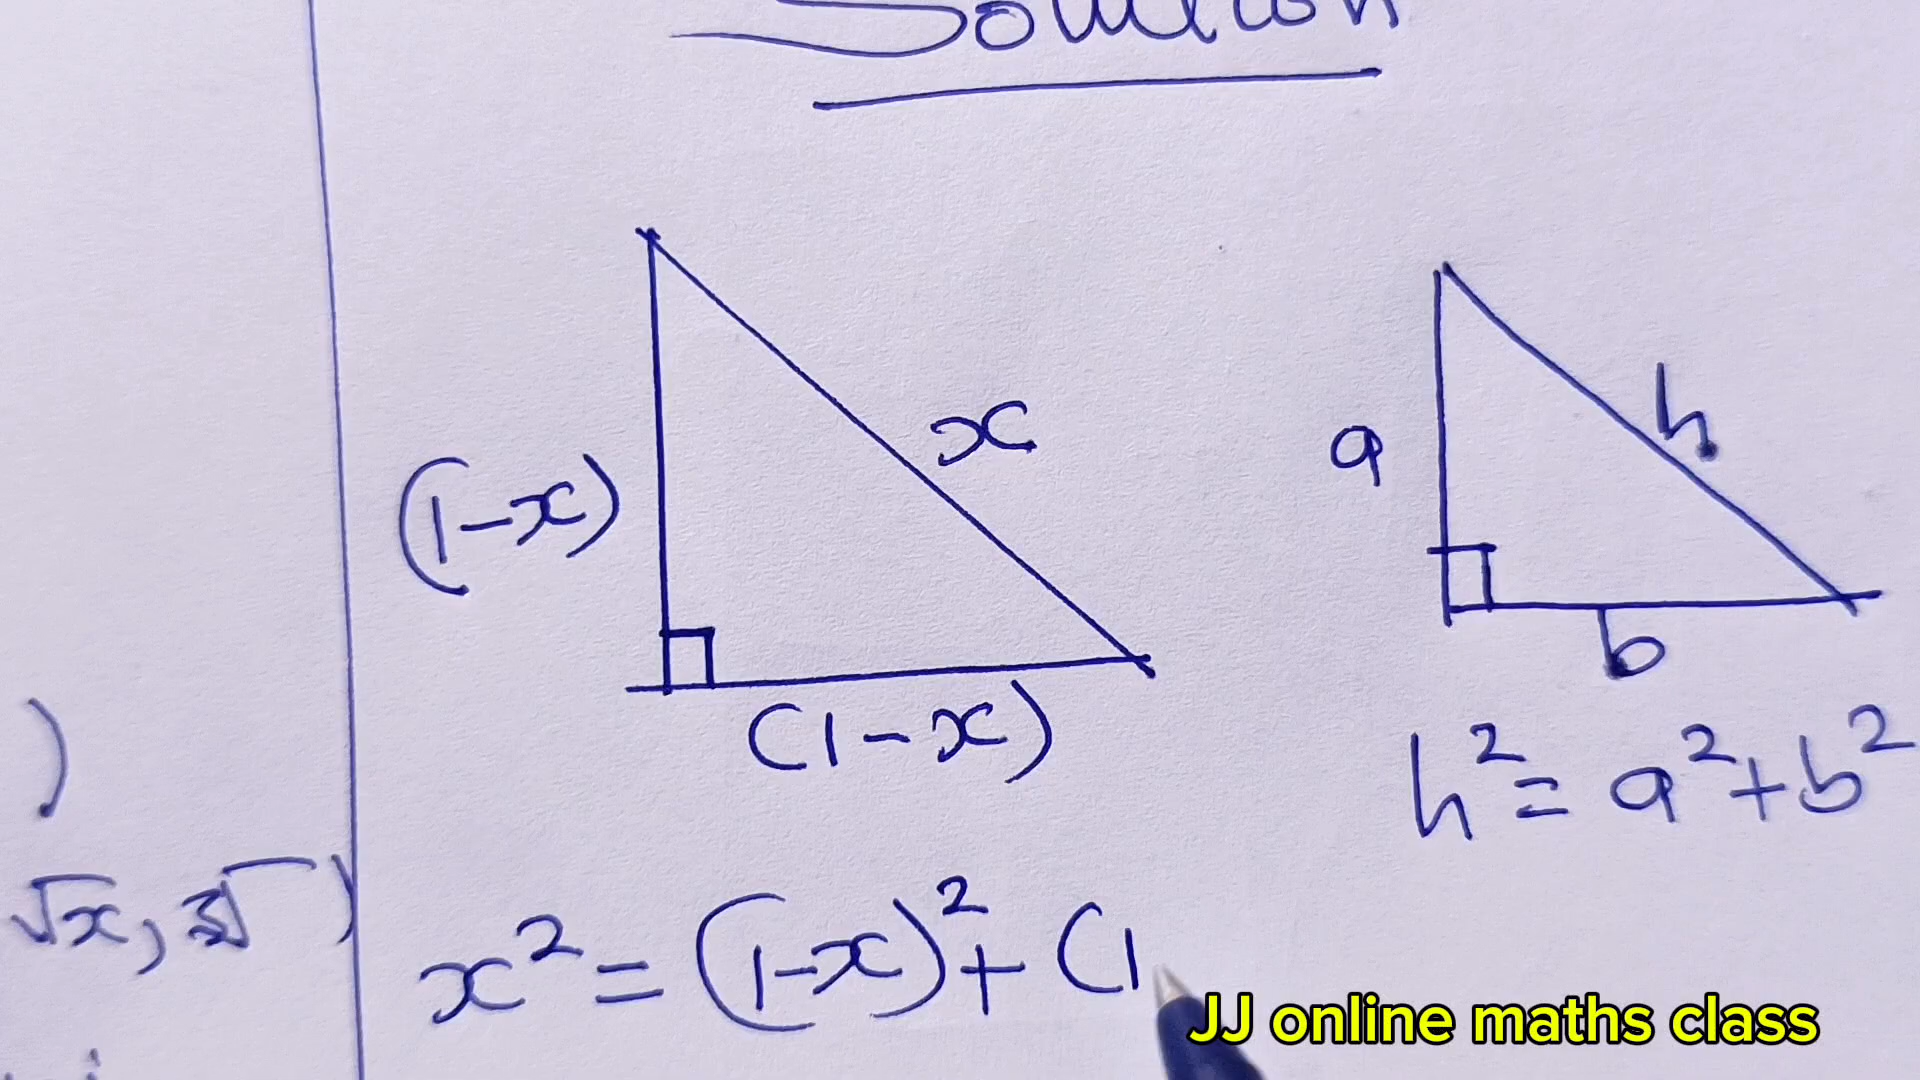 Solution
x
h
a
(1-x)
b
(1-x)
h² = a² + b²
)
√x, ∛ )
x² = (1-x)² + (1
JJ online maths class